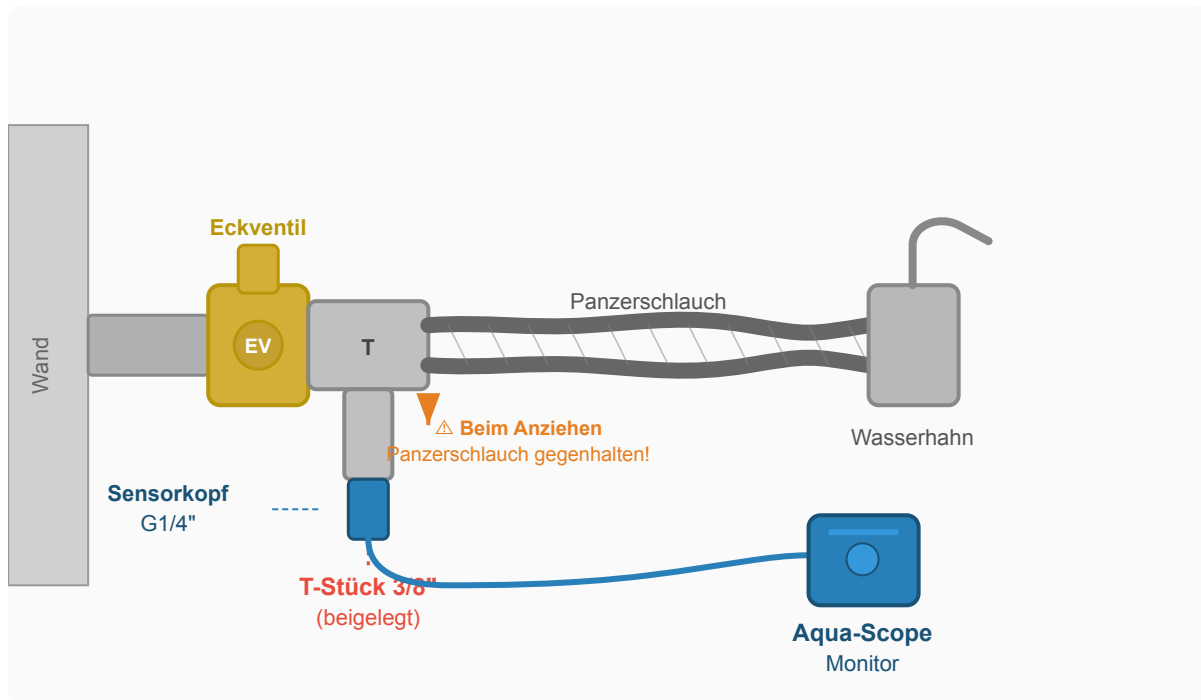 Eckventil
Panzerschlauch
Wand
EV
T
⚠ Beim Anziehen
Panzerschlauch gegenhalten!
Wasserhahn
Sensorkopf
G1/4"
T-Stück 3/8"
(beigelegt)
Aqua-Scope
Monitor